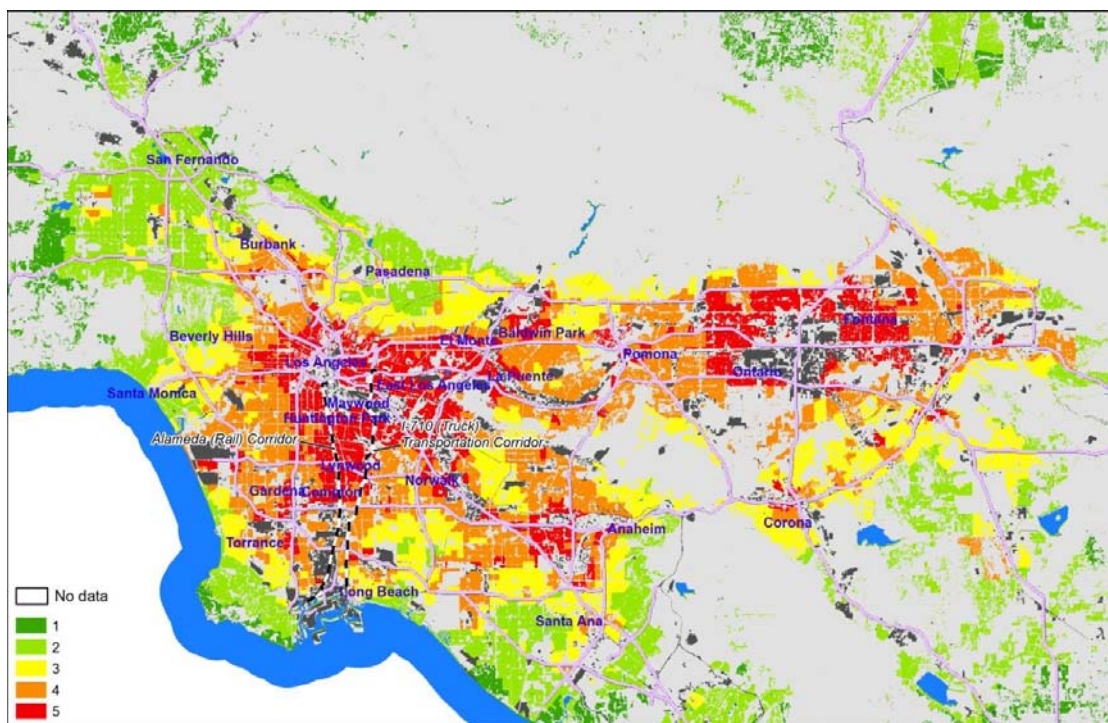 San Fernando
Burbank
Pasadena
Beverly Hills
El Monte
Baldwin Park
Fontana
Los Angeles
Pomona
Ontario
East Los Angeles
La Puente
Santa Monica
Maywood
Huntington Park
I-710 (Truck)
Transportation Corridor
Alameda (Rail) Corridor
Lynwood
Norwalk
Gardena
Compton
Anaheim
Corona
Torrance
Long Beach
Santa Ana
No data
1
2
3
4
5